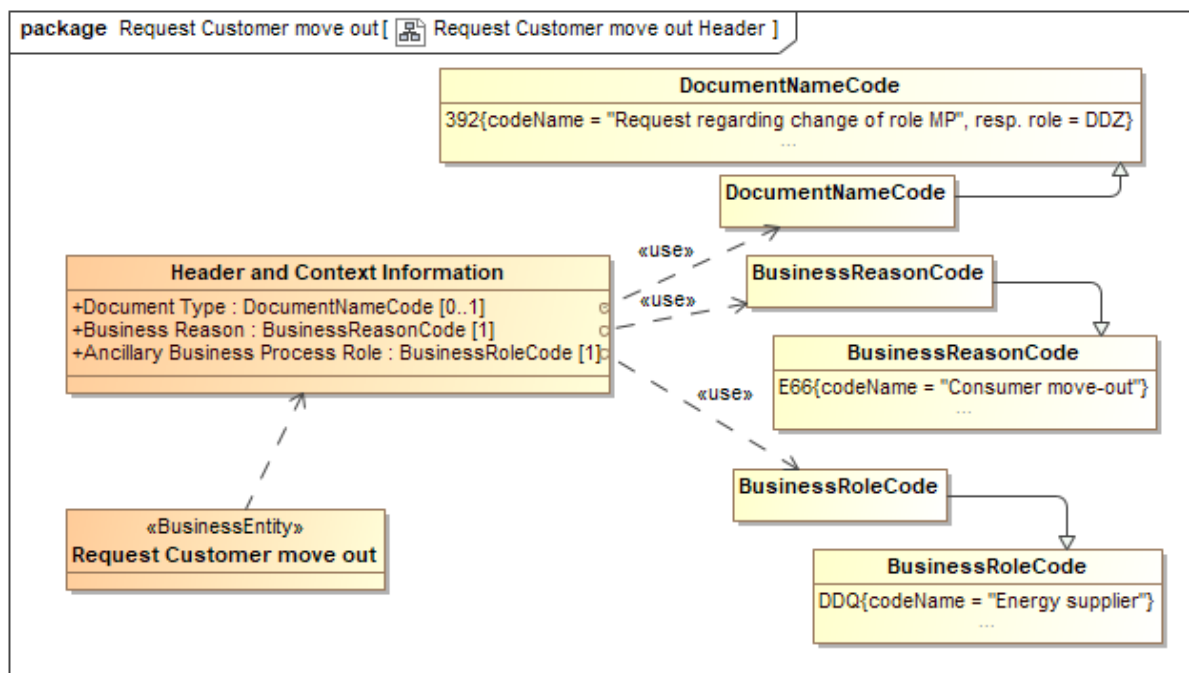 package Request Customer move out[ Request Customer move out Header ]
DocumentNameCode
392{codeName = "Request regarding change of role MP", resp. role = DDZ}
...
DocumentNameCode
«use»
Header and Context Information
+Document Type : DocumentNameCode [0..1]
+Business Reason : BusinessReasonCode [1]
+Ancillary Business Process Role : BusinessRoleCode [1]
«use»
BusinessReasonCode
BusinessReasonCode
E66{codeName = "Consumer move-out"}
...
«use»
BusinessRoleCode
«BusinessEntity»
Request Customer move out
BusinessRoleCode
DDQ{codeName = "Energy supplier"}
...